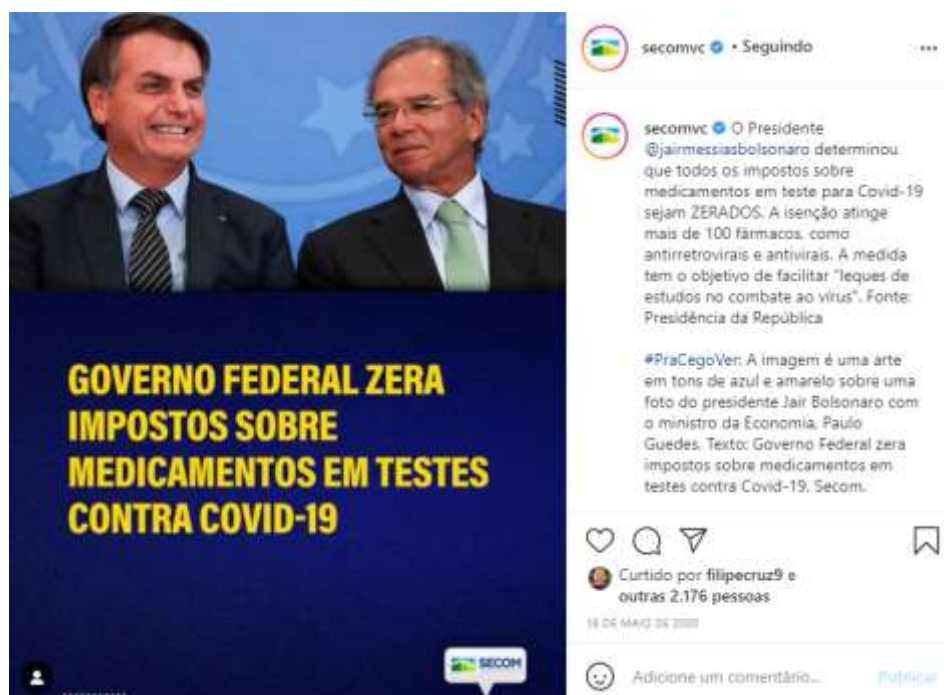 secomvc • Seguindo
secomvc O Presidente
@jairmessiasbolsonaro determinou
que todos os impostos sobre
medicamentos em teste para Covid-19
sejam ZERADOS. A isenção atinge
mais de 100 fármacos, como
antirretrovirais e antivirais. A medida
tem o objetivo de facilitar "leques de
estudos no combate ao vírus". Fonte:
Presidência da República
#PraCegoVer: A imagem é uma arte
em tons de azul e amarelo sobre uma
foto do presidente Jair Bolsonaro com
o ministro da Economia, Paulo
Guedes. Texto: Governo Federal zera
impostos sobre medicamentos em
testes contra Covid-19. Secom.
GOVERNO FEDERAL ZERA
IMPOSTOS SOBRE
MEDICAMENTOS EM TESTES
CONTRA COVID-19
SECOM
Curtido por filipecruz9 e
outras 2.176 pessoas
DE MAIO DE 2020
Adicione um comentário...
Publicar